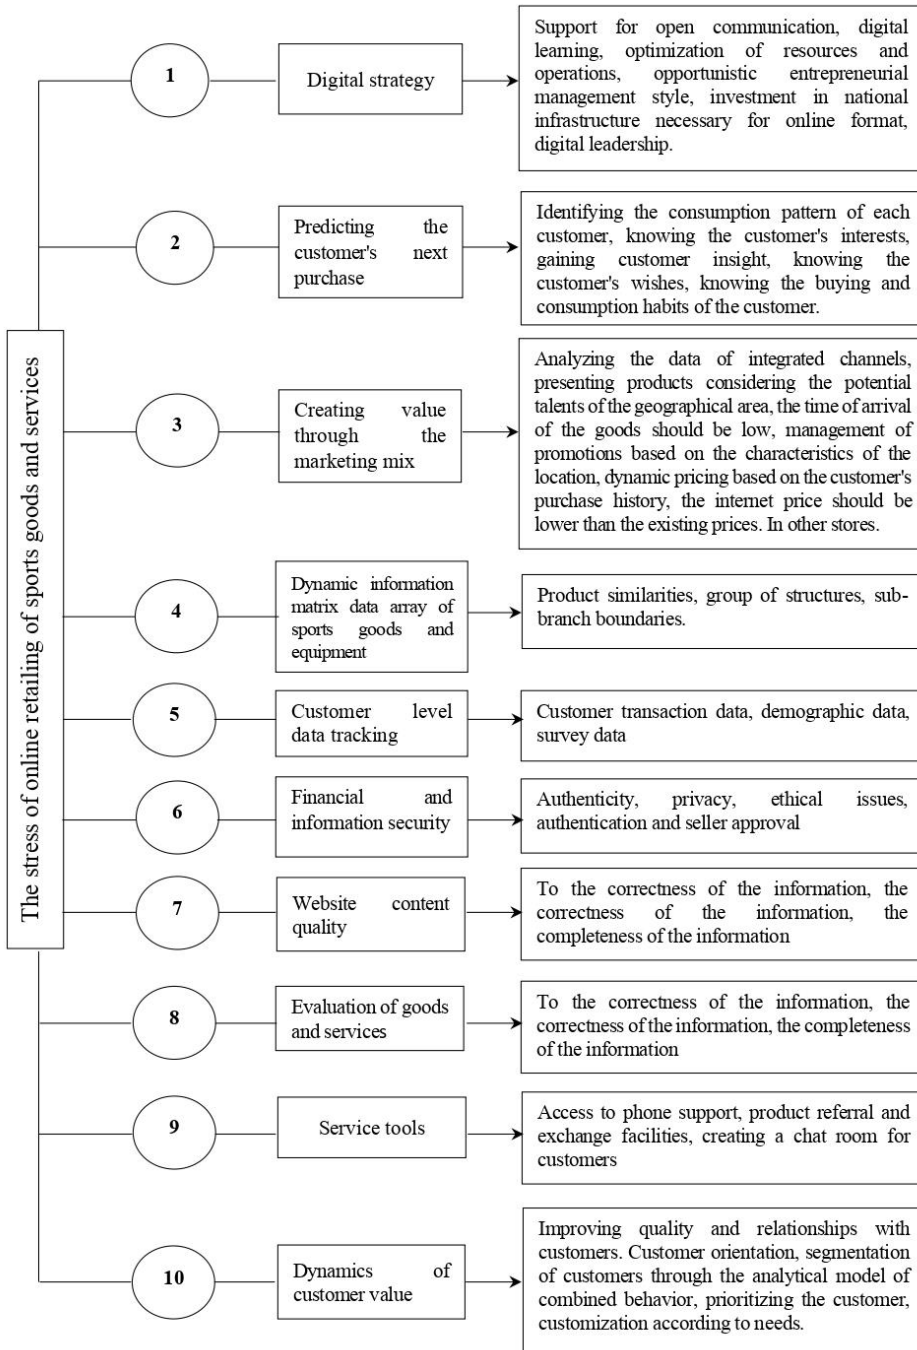 The stress of online retailing of sports goods and services
1
Digital strategy
Support for open communication, digital
learning, optimization of resources and
operations, opportunistic entrepreneurial
management style, investment in national
infrastructure necessary for online format,
digital leadership.
2
Predicting the
customer's next
purchase
Identifying the consumption pattern of each
customer, knowing the customer's interests,
gaining customer insight, knowing the
customer's wishes, knowing the buying and
consumption habits of the customer.
3
Creating value
through the
marketing mix
Analyzing the data of integrated channels,
presenting products considering the potential
talents of the geographical area, the time of arrival
of the goods should be low, management of
promotions based on the characteristics of the
location, dynamic pricing based on the customer's
purchase history, the internet price should be
lower than the existing prices. In other stores.
4
Dynamic information
matrix data array of
sports goods and
equipment
Product similarities, group of structures, sub-
branch boundaries.
5
Customer level
data tracking
Customer transaction data, demographic data,
survey data
6
Financial and
information security
Authenticity, privacy, ethical issues,
authentication and seller approval
7
Website content
quality
To the correctness of the information, the
correctness of the information, the
completeness of the information
8
Evaluation of goods
and services
To the correctness of the information, the
correctness of the information, the completeness
of the information
9
Service tools
Access to phone support, product referral and
exchange facilities, creating a chat room for
customers
10
Dynamics of
customer value
Improving quality and relationships with
customers. Customer orientation, segmentation
of customers through the analytical model of
combined behavior, prioritizing the customer,
customization according to needs.